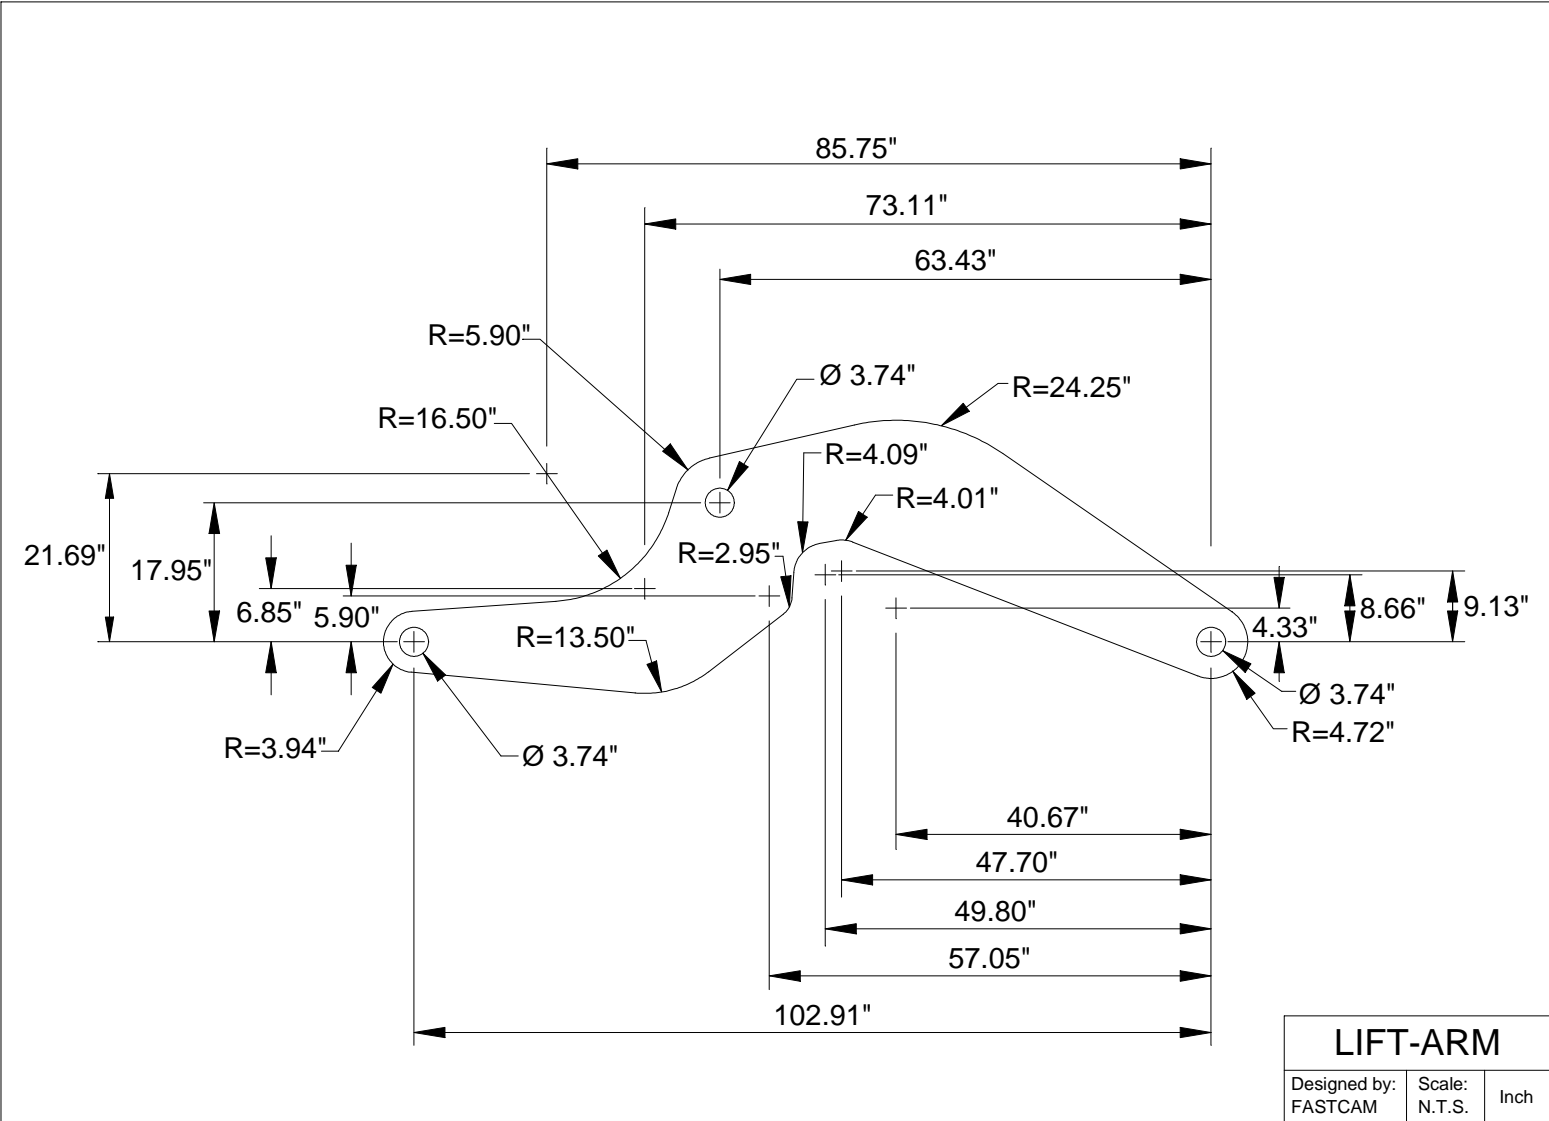 85.75"
73.11"
63.43"
R=5.90"
Ø 3.74"
R=24.25"
R=16.50"
R=4.09"
R=4.01"
R=2.95"
21.69"
17.95"
6.85"
5.90"
R=13.50"
4.33"
8.66"
9.13"
Ø 3.74"
R=4.72"
R=3.94"
Ø 3.74"
40.67"
47.70"
49.80"
57.05"
102.91"
LIFT-ARM
Designed by:
FASTCAM
Scale:
N.T.S.
Inch